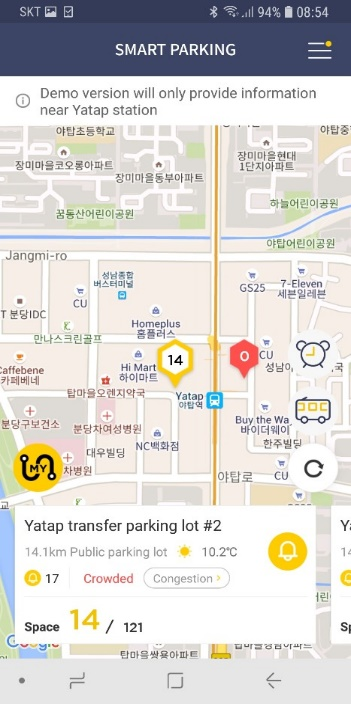 SKT 94% 08:54
SMART PARKING
Demo version will only provide information
near Yatap station
야탑초등학교
장미마을코오롱아파트
장미마을현대
1단지아파트
장미마을동부아파트
하늘어린이공원
꿈동산어린이공원
야탑어린이공원
Jangmi-ro
성남종합
버스터미널
GS25
7-Eleven
세븐일레븐
CU
T 분당IDC
Homeplus
홈플러스
만나스크린골프
14
0
CU
Caffebene
카페베네
Hi Mart
하이마트
탑마을오렌지약국
Yatap
야탑역
분당구보건소
분당차여성병원
Buy the Wa
바이더웨이
한주빌딩
NC백화점
MY
차병원
대우빌딩
야탑로
CU
CU
Yatap transfer parking lot #2
14.1km Public parking lot 10.2℃
17 Crowded Congestion >
Space 14 / 121
Google
탑마을쌍용아파트